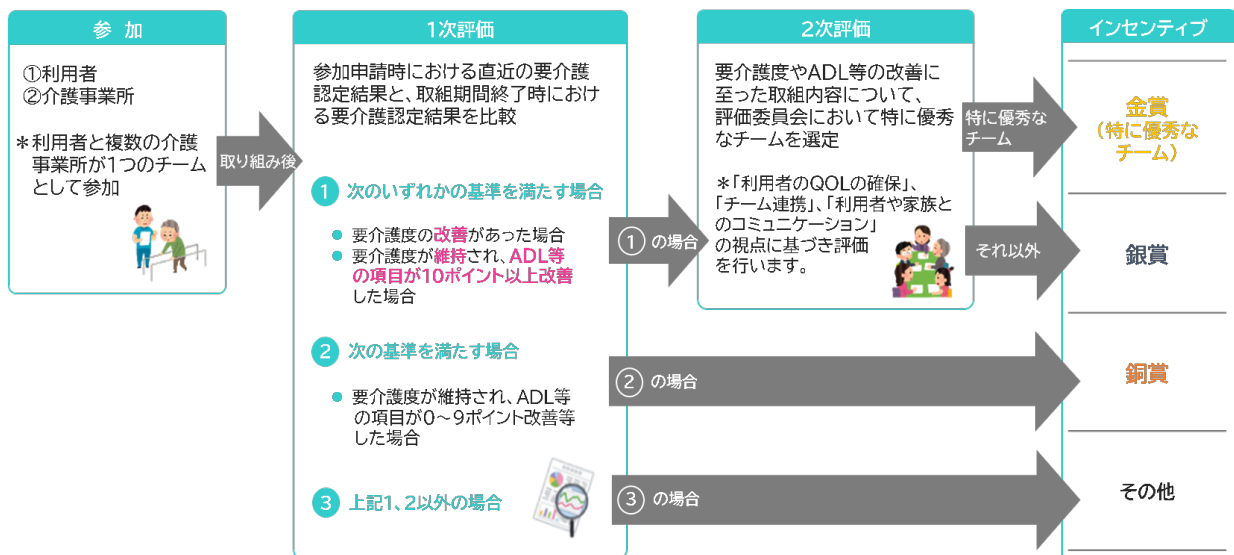 参 加
①利用者
②介護事業所
＊利用者と複数の介護
事業所が1つのチーム
として参加
取り組み後
1次評価
参加申請時における直近の要介護
認定結果と、取組期間終了時におけ
る要介護認定結果を比較
1 次のいずれかの基準を満たす場合
● 要介護度の改善があった場合
● 要介護度が維持され、ADL等
の項目が10ポイント以上改善
した場合
2 次の基準を満たす場合
● 要介護度が維持され、ADL等
の項目が0～9ポイント改善等
した場合
3 上記1、2以外の場合
① の場合
② の場合
③ の場合
2次評価
要介護度やADL等の改善に
至った取組内容について、
評価委員会において特に優秀
なチームを選定
＊「利用者のQOLの確保」、
「チーム連携」、「利用者や家族と
のコミュニケーション」
の視点に基づき評価
を行います。
特に優秀な
チーム
それ以外
インセンティブ
金賞
（特に優秀な
チーム）
銀賞
銅賞
その他